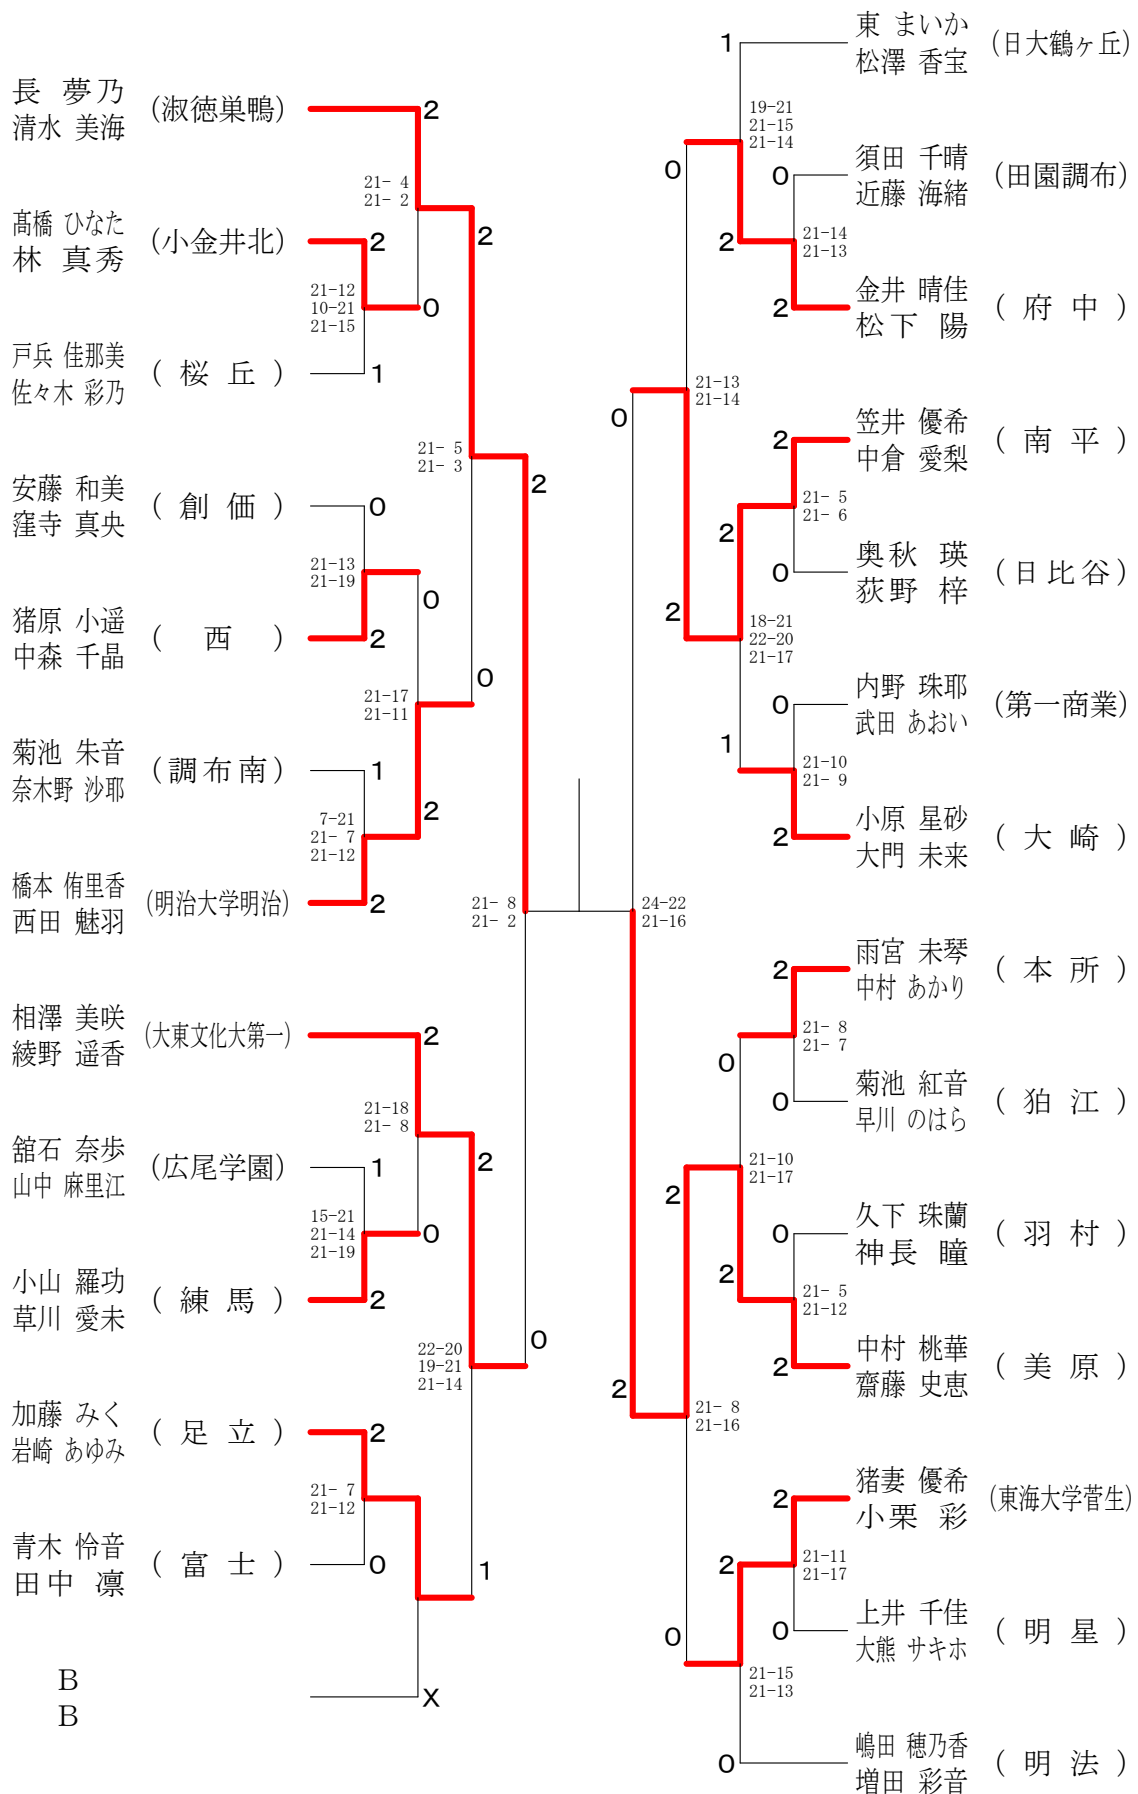 長 夢乃
清水 美海
(淑徳巣鴨)
2
21- 4
21- 2
髙橋 ひなた
林 真秀
(小金井北)
2
2
21-12
10-21
21-15
0
戸兵 佳那美
佐々木 彩乃
( 桜 丘 )
1
21- 5
21- 3
2
安藤 和美
窪寺 真央
( 創 価 )
0
21-13
21-19
0
猪原 小遥
中森 千晶
( 西 )
2
0
21-17
21-11
菊池 朱音
奈木野 沙耶
(調布南)
1
2
7-21
21- 7
21-12
橋本 侑里香
西田 魅羽
(明治大学明治)
2
21- 8
21- 2
相澤 美咲
綾野 遥香
(大東文化大第一)
2
21-18
21- 8
舘石 奈歩
山中 麻里江
(広尾学園)
1
2
15-21
21-14
21-19
0
小山 羅功
草川 愛未
( 練 馬 )
2
0
22-20
19-21
21-14
加藤 みく
岩崎 あゆみ
( 足 立 )
2
21- 7
21-12
青木 怜音
田中 凛
( 富 士 )
0
1
B
B
X
東 まいか
松澤 香宝
(日大鶴ヶ丘)
1
19-21
21-15
21-14
0
須田 千晴
近藤 海緒
(田園調布)
0
21-14
21-13
2
金井 晴佳
松下 陽
( 府 中 )
2
21-13
21-14
0
笠井 優希
中倉 愛梨
( 南 平 )
2
21- 5
21- 6
2
奥秋 瑛
荻野 梓
(日比谷)
0
2
18-21
22-20
21-17
内野 珠耶
武田 あおい
(第一商業)
0
1
21-10
21- 9
小原 星砂
大門 未来
( 大 崎 )
2
24-22
21-16
雨宮 未琴
中村 あかり
( 本 所 )
2
21- 8
21- 7
0
菊池 紅音
早川 のはら
( 狛 江 )
0
21-10
21-17
2
久下 珠蘭
神長 瞳
( 羽 村 )
0
2
21- 5
21-12
中村 桃華
齋藤 史恵
( 美 原 )
2
2
21- 8
21-16
猪妻 優希
小栗 彩
(東海大学菅生)
2
2
21-11
21-17
上井 千佳
大熊 サキホ
( 明 星 )
0
0
21-15
21-13
嶋田 穂乃香
増田 彩音
( 明 法 )
0